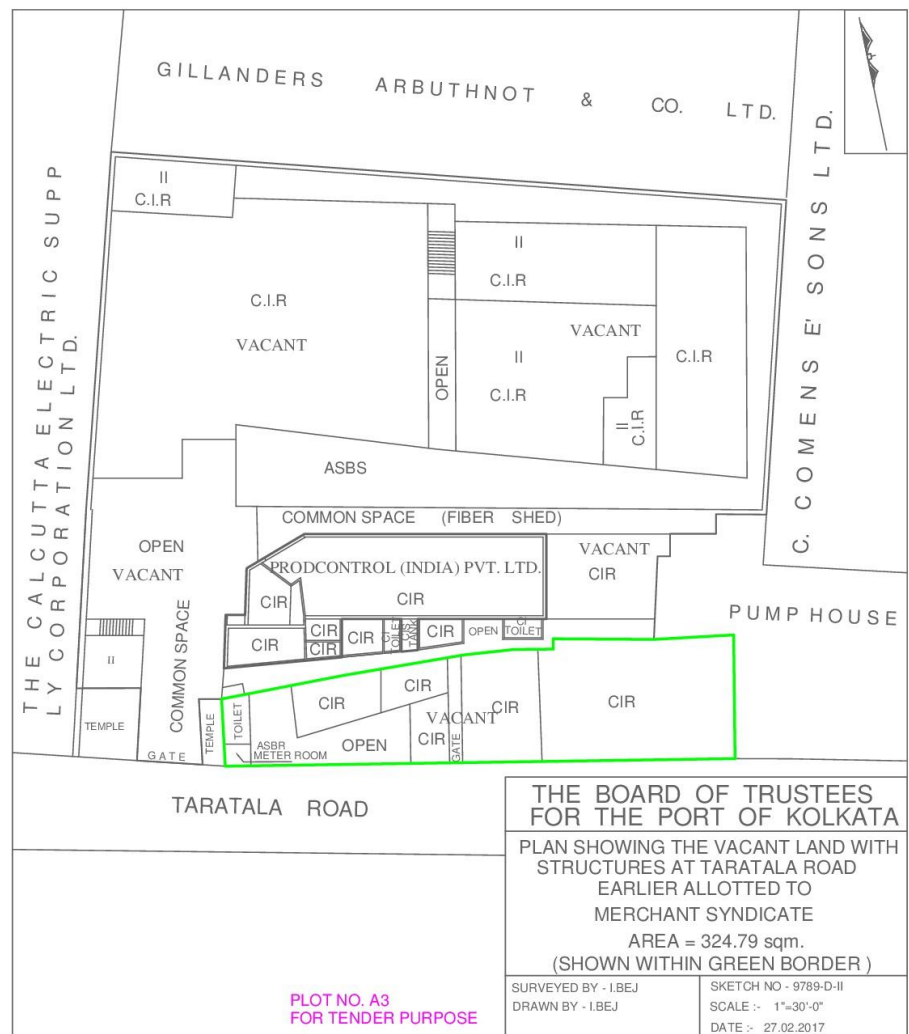 GILLANDERS ARBUTHNOT & CO. LTD.
THE CALCUTTA ELECTRIC SUPP
LY CORPORATION LTD.
C. COMENS E' SONS LTD.
II
C.I.R
C.I.R
VACANT
OPEN
II
C.I.R
VACANT
II
C.I.R
II
C.I.R
C.I.R
ASBS
COMMON SPACE (FIBER SHED)
OPEN
VACANT
VACANT
CIR
PRODCONTROL (INDIA) PVT. LTD.
CIR
CIR
CIR
CIR
CIR
CIR
CI
TOILET
TANK
CIR
OPEN
CI
TOILET
PUMP HOUSE
II
TEMPLE
COMMON SPACE
GATE
TEMPLE
TOILET
ASBR
METER ROOM
CIR
CIR
OPEN
CIR
VACANT
GATE
CIR
CIR
TARATALA ROAD
THE BOARD OF TRUSTEES
FOR THE PORT OF KOLKATA
PLAN SHOWING THE VACANT LAND WITH
STRUCTURES AT TARATALA ROAD
EARLIER ALLOTTED TO
MERCHANT SYNDICATE
AREA = 324.79 sqm.
(SHOWN WITHIN GREEN BORDER )
SURVEYED BY - I.BEJ
DRAWN BY - I.BEJ
SKETCH NO - 9789-D-II
SCALE :- 1"=30'-0"
DATE :- 27.02.2017
PLOT NO. A3
FOR TENDER PURPOSE